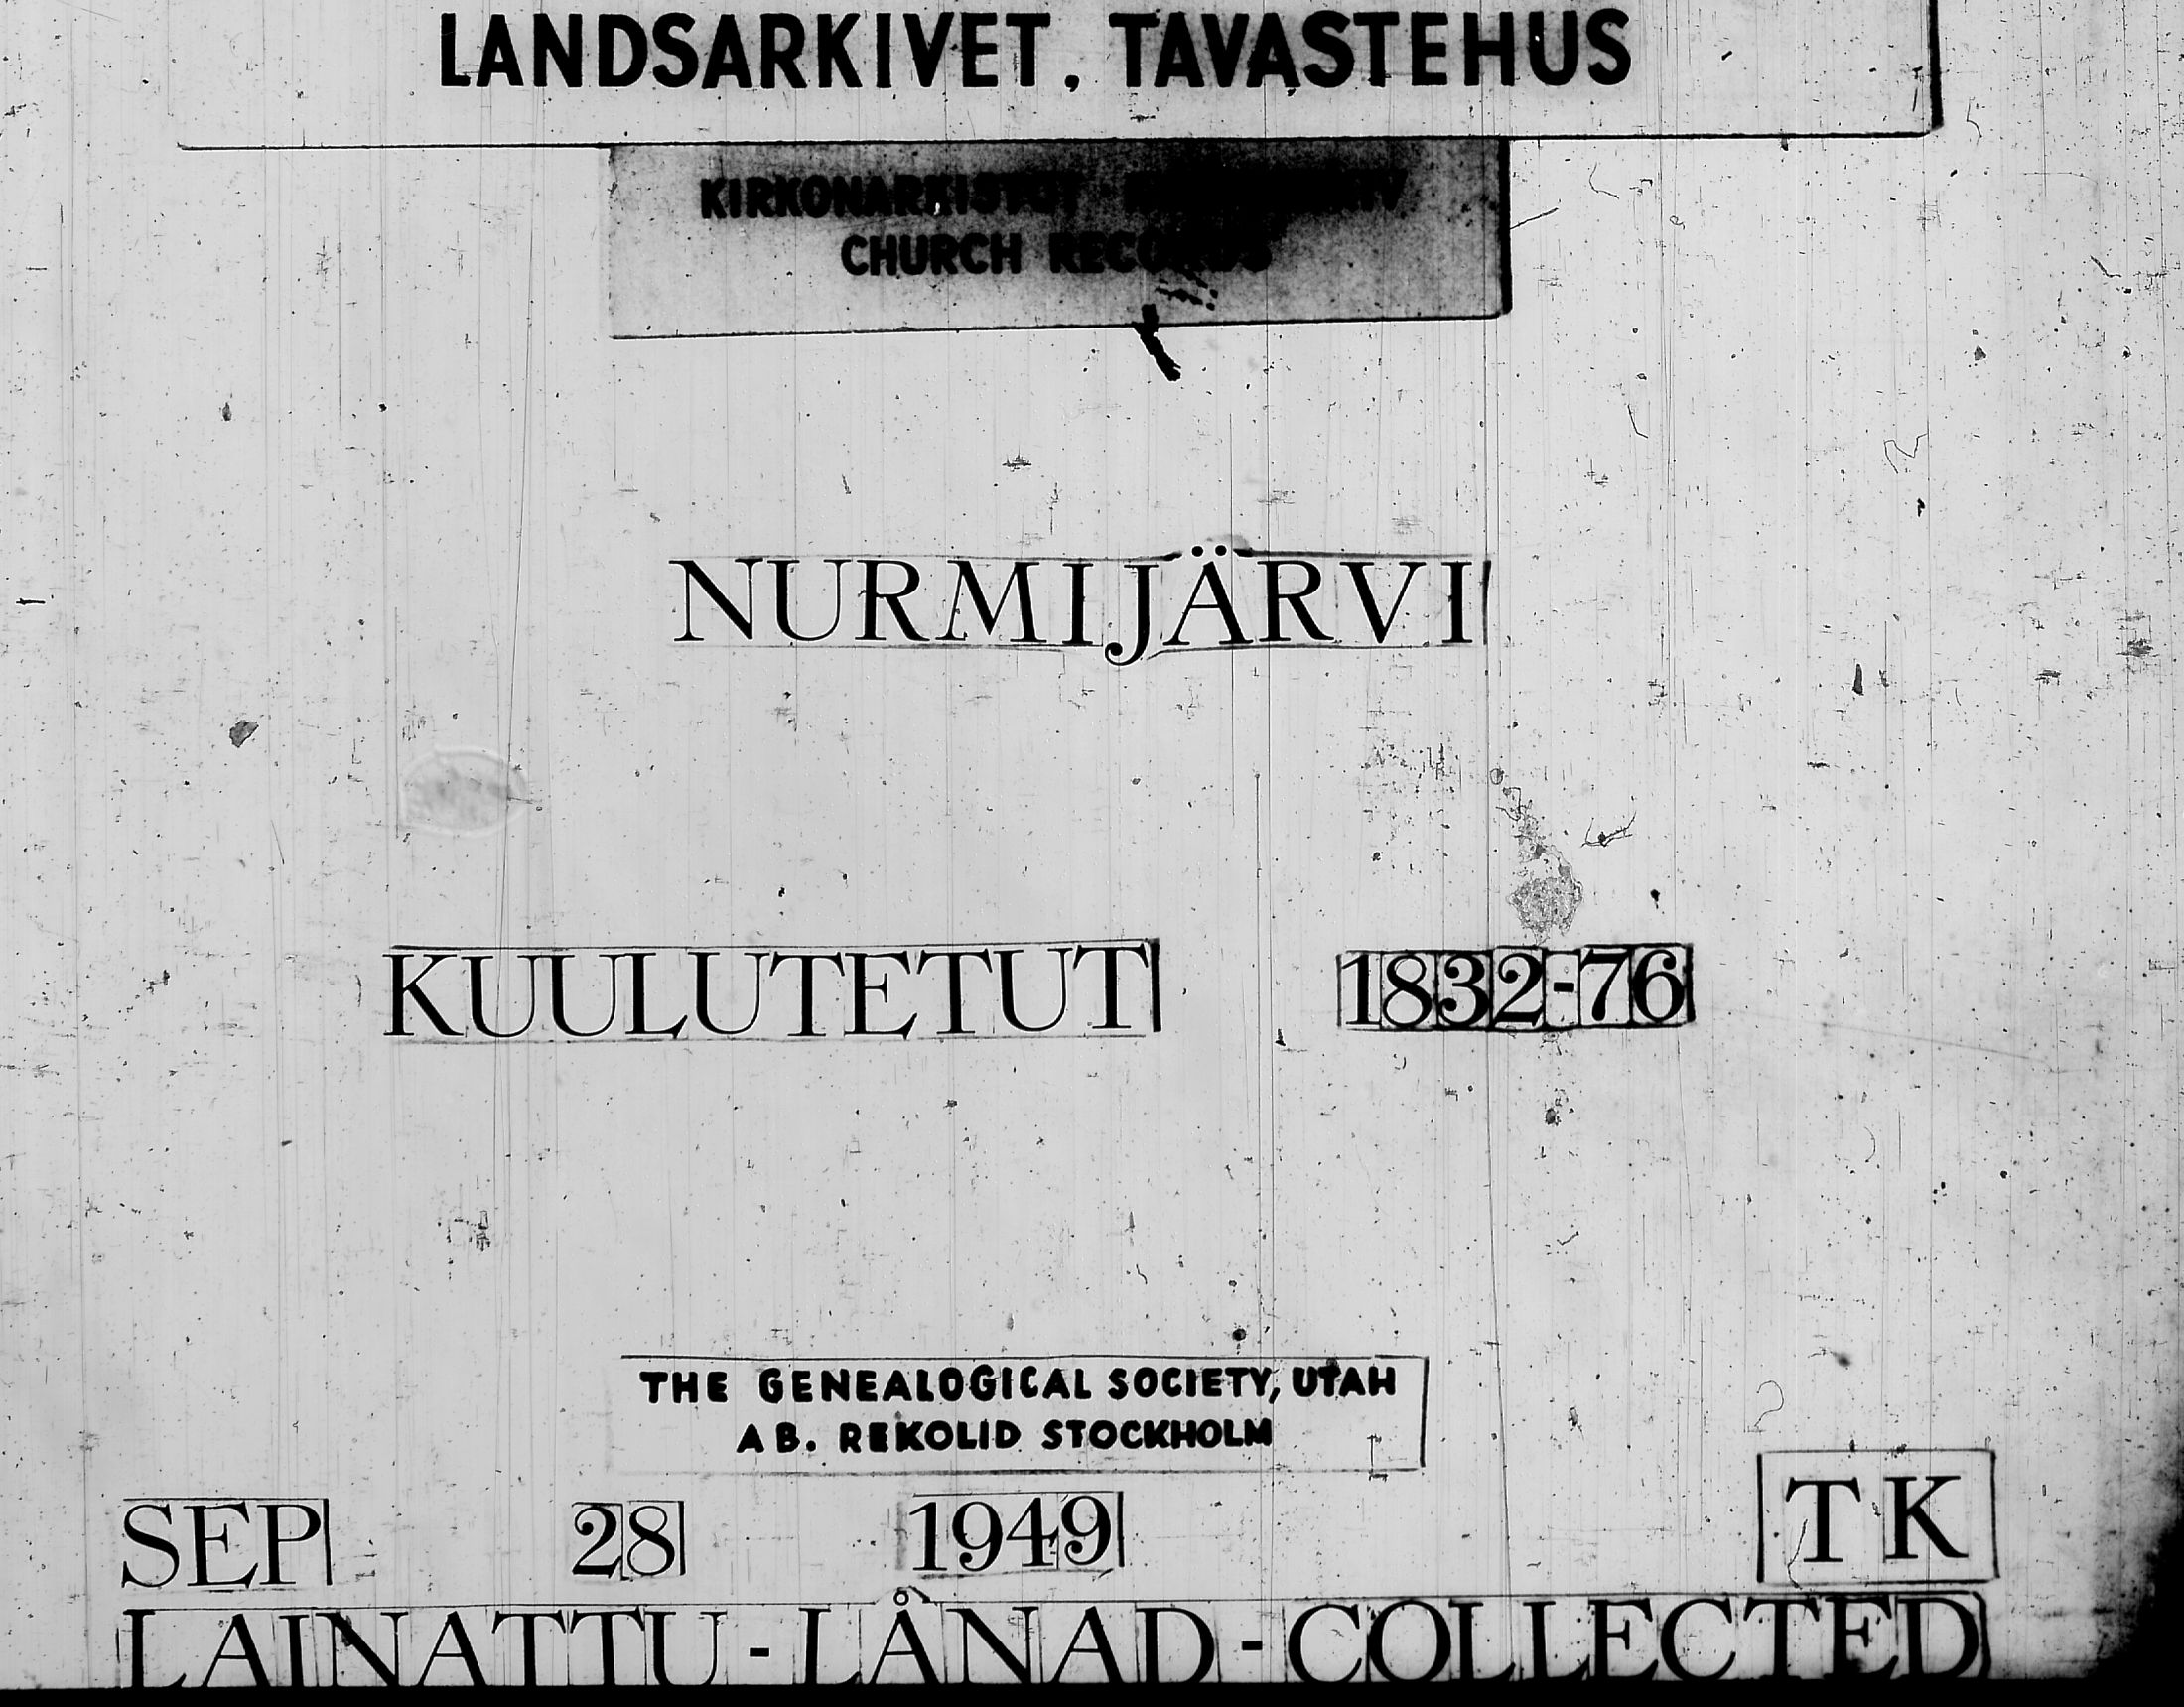 LANDSARKIVET, TAVASTEHUS
KIRKONARKISTOT
CHURCH RECORDS
NURMIJÄRVI
KUULUTETUT 1832-76
THE GENEALOGICAL SOCIETY, UTAH
AB. REKOLID STOCKHOLM
SEP 28 1949 TK
LAINATTU - LÅNAD - COLLECTED